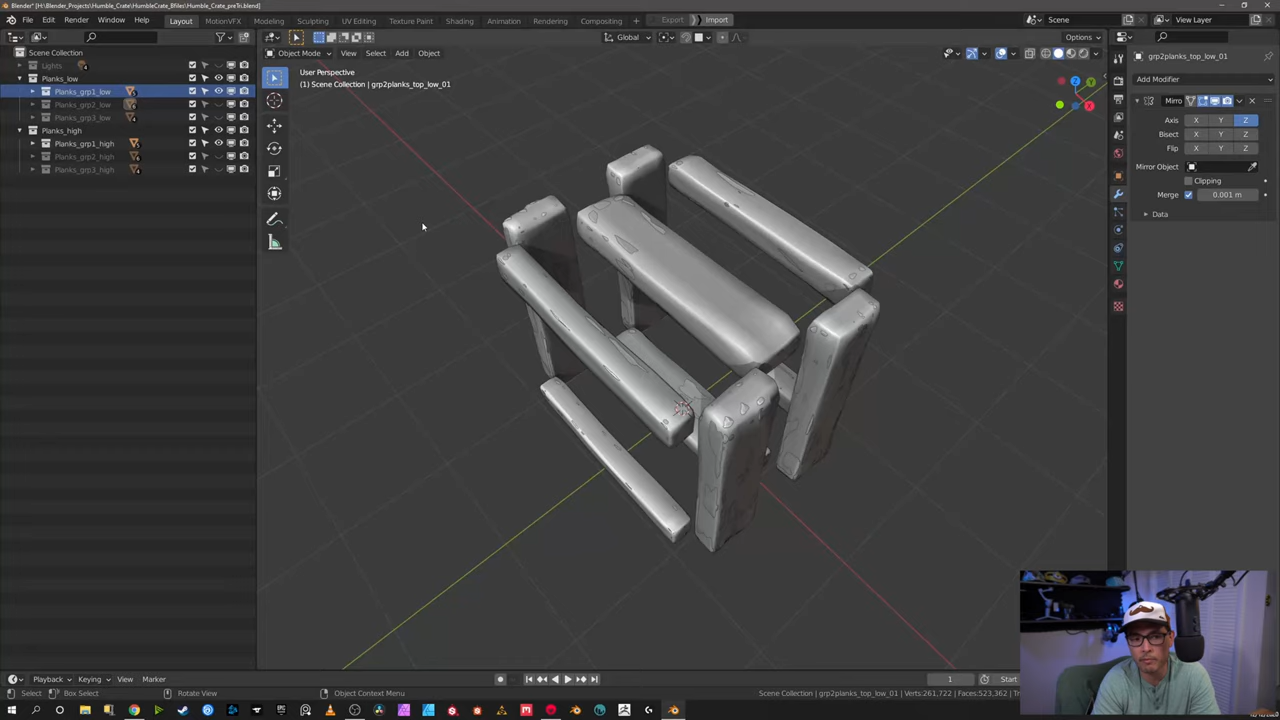 Blender* [H:\Blender_Projects\Humble_Crate\HumbleCrate_Bfiles\Humble_Crate_preTri.blend]
File Edit Render Window Help Layout MotionVFX Modeling Sculpting UV Editing Texture Paint Shading Animation Rendering Compositing Export Import Scene View Layer
Object Mode View Select Add Object Global Options
Scene Collection
Lights
Planks_low
Planks_grp1_low
Planks_grp2_low
Planks_grp3_low
Planks_high
Planks_grp1_high
Planks_grp2_high
Planks_grp3_high
User Perspective
(1) Scene Collection | grp2planks_top_low_01
X
Y
Z
grp2planks_top_low_01
Add Modifier
Mirro
Axis X Y Z
Bisect X Y Z
Flip X Y Z
Mirror Object
Clipping
Merge 0.001 m
Data
Playback Keying View Marker 1 Start
Select Box Select Rotate View Object Context Menu Scene Collection | grp2planks_top_low_01 | Verts:261,722 | Faces:523,362 | Tr